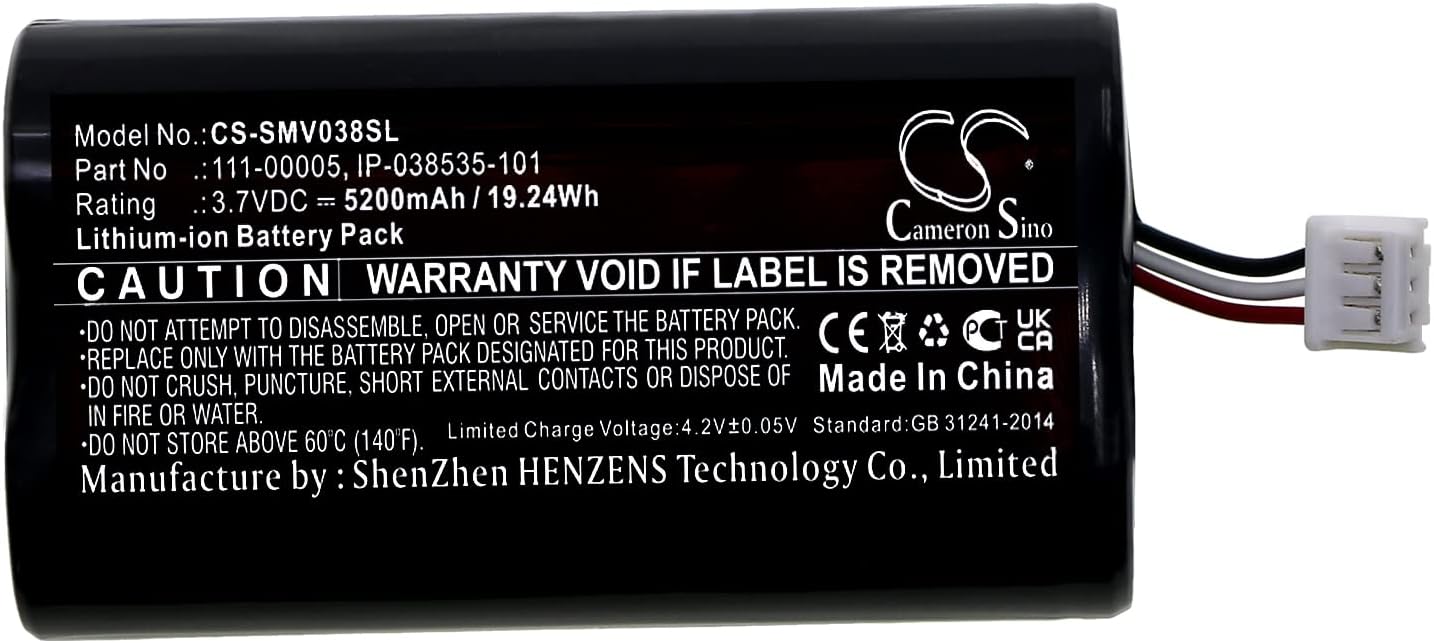 Model No.:CS-SMV038SL
Part No .:111-00005, IP-038535-101
Rating .:3.7VDC ⎓ 5200mAh / 19.24Wh
Lithium-ion Battery Pack
CS
Cameron Sino
CAUTION WARRANTY VOID IF LABEL IS REMOVED
·DO NOT ATTEMPT TO DISASSEMBLE, OPEN OR SERVICE THE BATTERY PACK.
·REPLACE ONLY WITH THE BATTERY PACK DESIGNATED FOR THIS PRODUCT.
·DO NOT CRUSH, PUNCTURE, SHORT EXTERNAL CONTACTS OR DISPOSE OF
IN FIRE OR WATER.
·DO NOT STORE ABOVE 60°C (140°F).
CE PCT UK CA
Made In China
Limited Charge Voltage:4.2V±0.05V Standard:GB 31241-2014
Manufacture by : ShenZhen HENZENS Technology Co., Limited